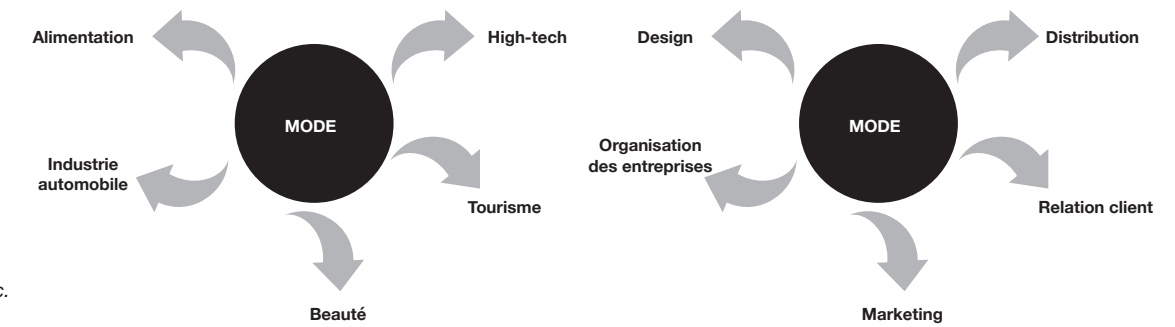 Alimentation
High-tech
MODE
Industrie
automobile
Tourisme
Beauté
Design
Distribution
MODE
Organisation
des entreprises
Relation client
Marketing
c.